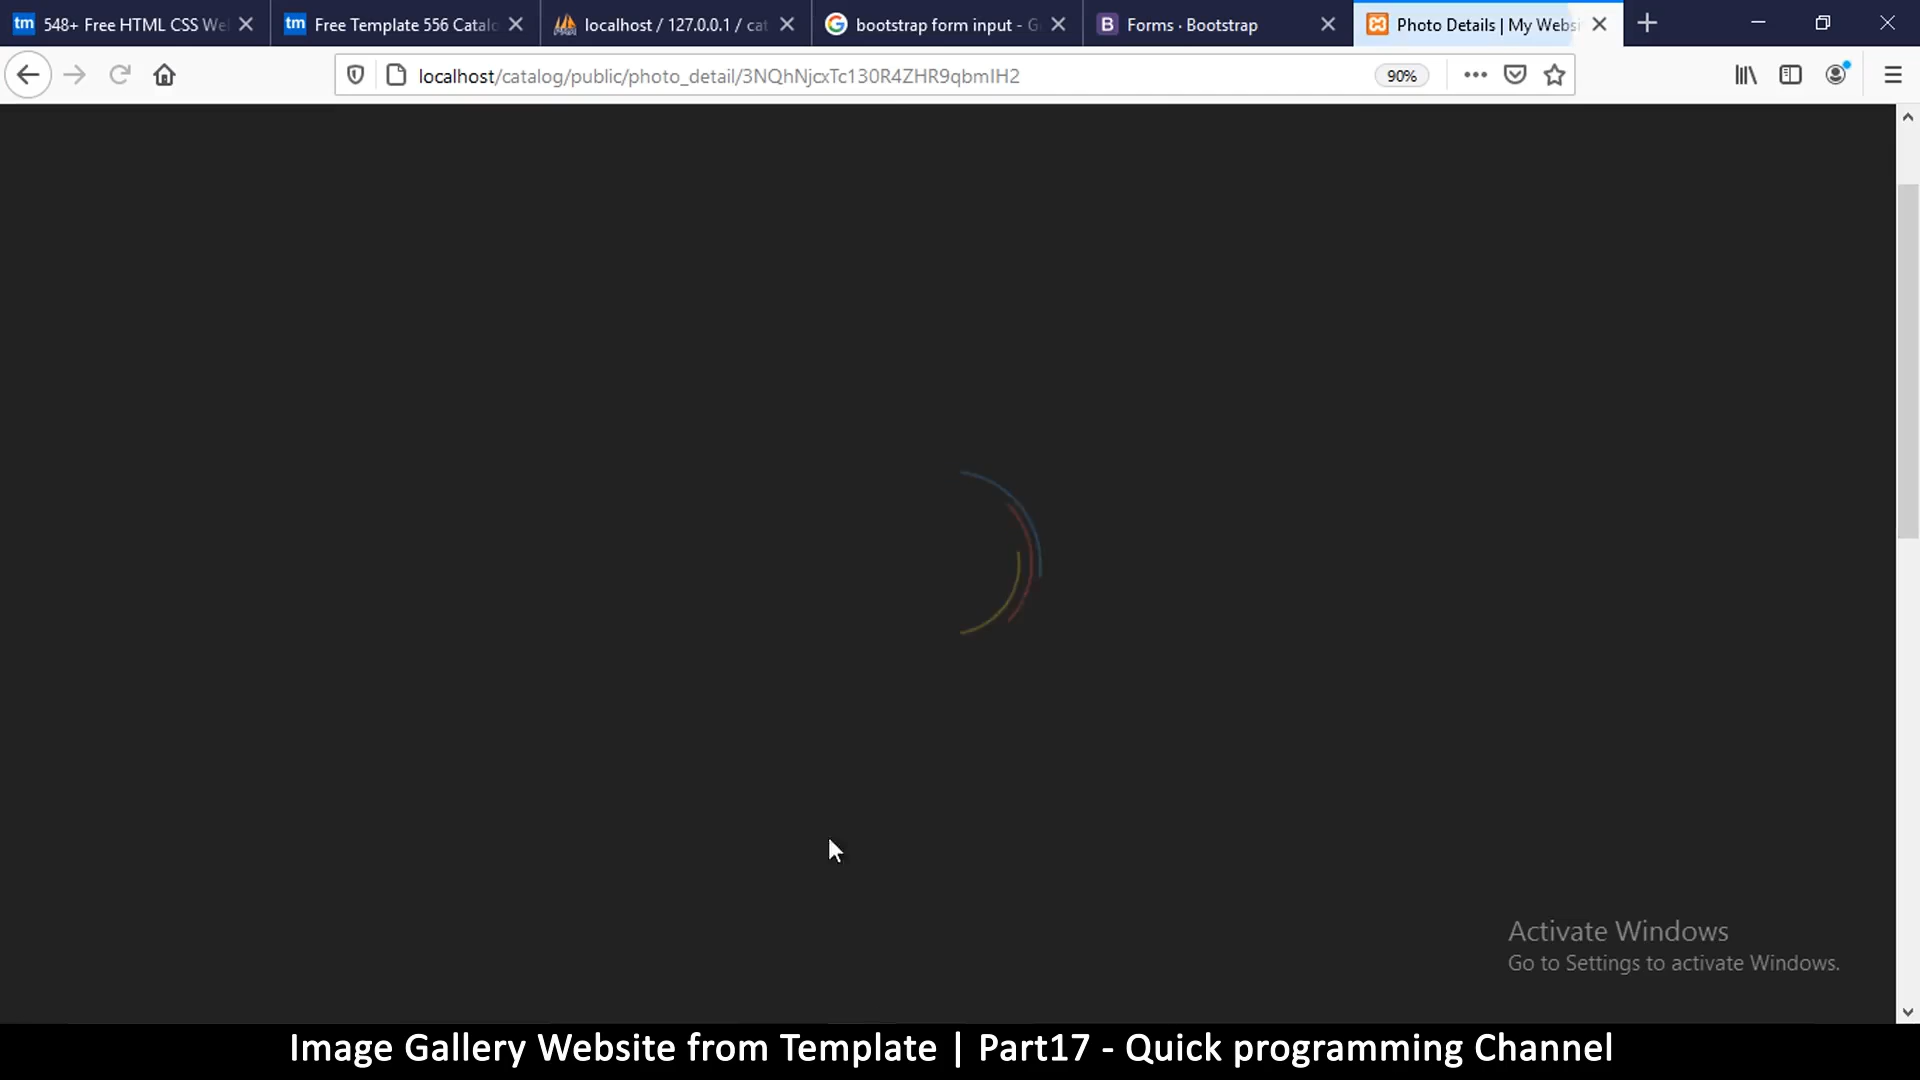 548+ Free HTML CSS We
Free Template 556 Catalo
localhost / 127.0.0.1 / cat
bootstrap form input - G
Forms · Bootstrap
Photo Details | My Websi
localhost/catalog/public/photo_detail/3NQhNjcxTc130R4ZHR9qbmIH2
90%
Activate Windows
Go to Settings to activate Windows.
Image Gallery Website from Template | Part17 - Quick programming Channel